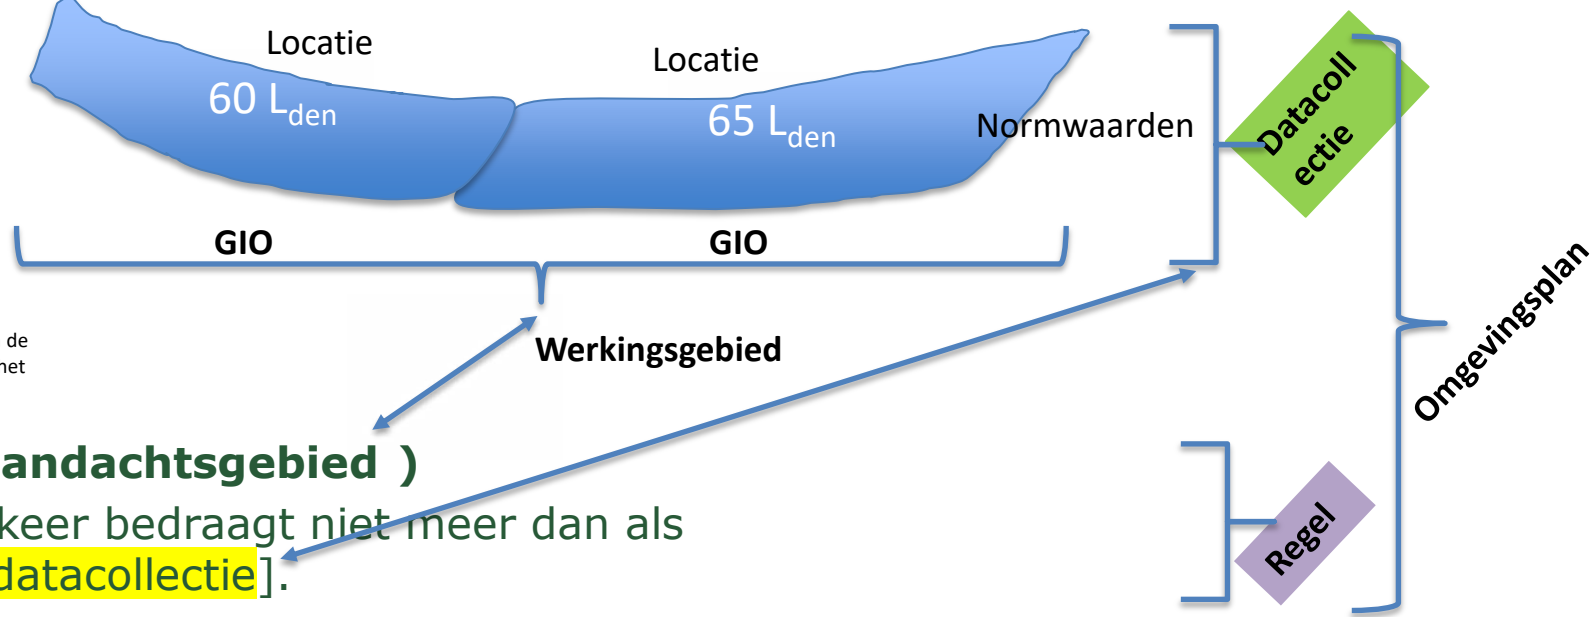 Locatie
Locatie
60 Lden
65 Lden
Normwaarden
Datacoll
ectie
GIO
GIO
Omgevingsplan
de
Werkingsgebied
andachtsgebied )
keer bedraagt niet meer dan als
datacollectie].
Regel